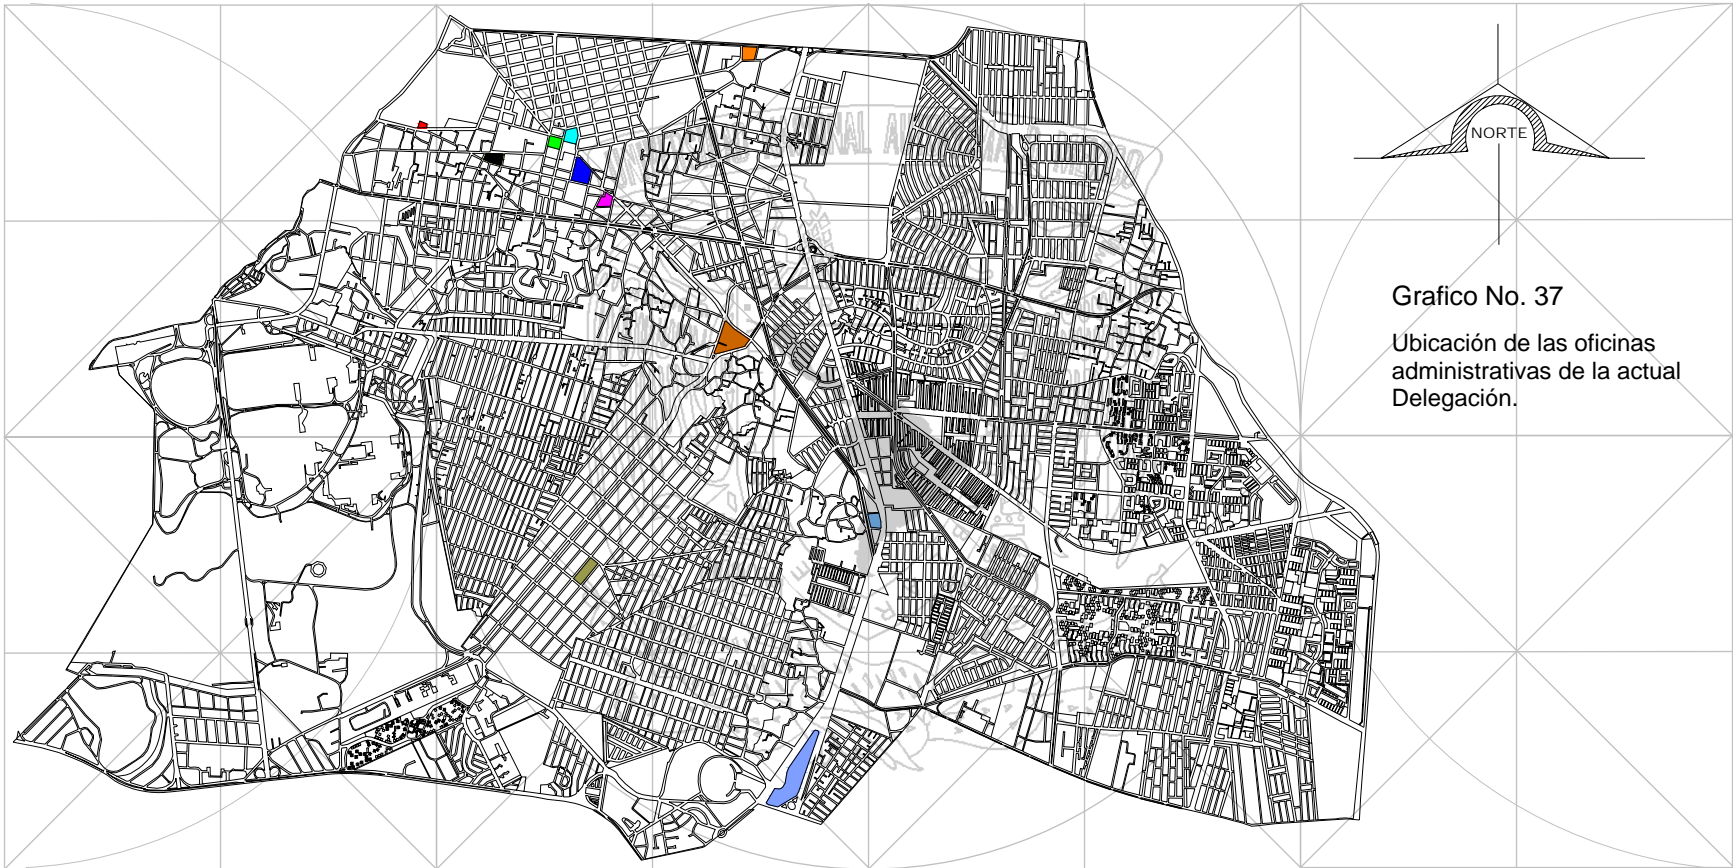 NORTE
Grafico No. 37
Ubicación de las oficinas
administrativas de la actual
Delegación.